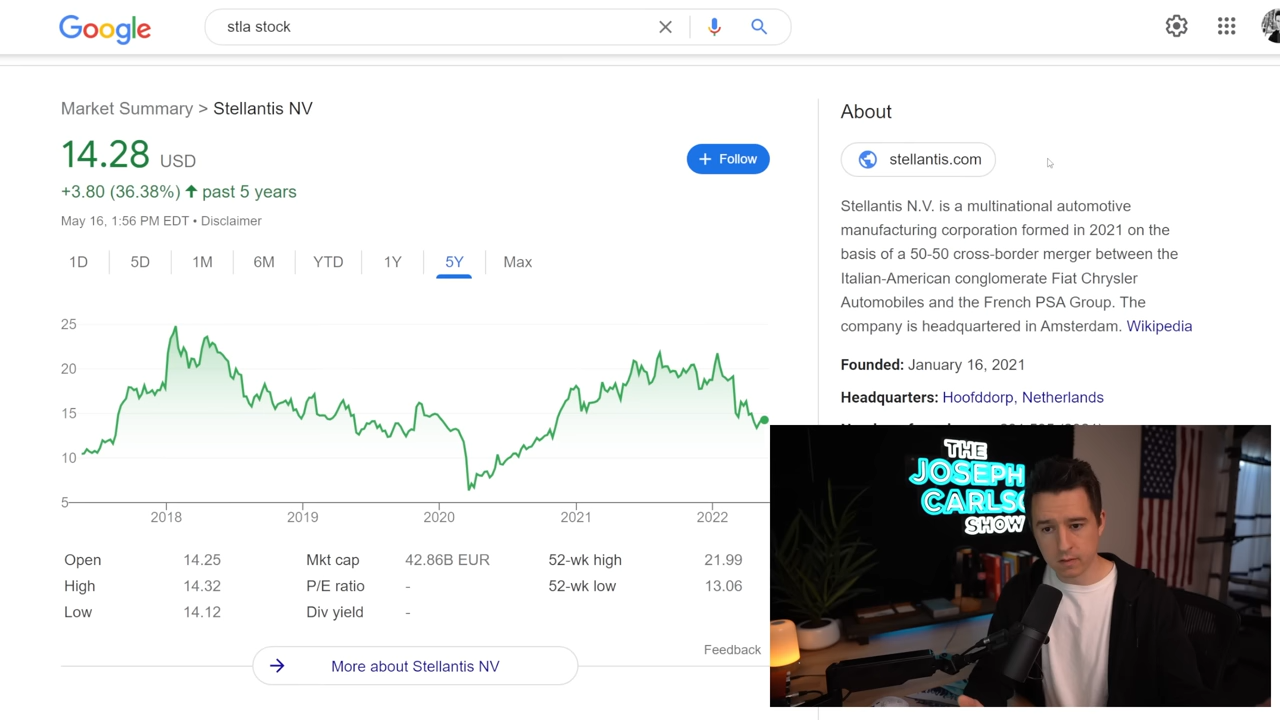 Google
stla stock
Market Summary > Stellantis NV
14.28 USD
+ Follow
+3.80 (36.38%) past 5 years
May 16, 1:56 PM EDT • Disclaimer
1D 5D 1M 6M YTD 1Y 5Y Max
25
20
15
10
5
2018 2019 2020 2021 2022
Open 14.25 Mkt cap 42.86B EUR 52-wk high 21.99
High 14.32 P/E ratio - 52-wk low 13.06
Low 14.12 Div yield -
Feedback
More about Stellantis NV
About
stellantis.com
Stellantis N.V. is a multinational automotive
manufacturing corporation formed in 2021 on the
basis of a 50-50 cross-border merger between the
Italian-American conglomerate Fiat Chrysler
Automobiles and the French PSA Group. The
company is headquartered in Amsterdam. Wikipedia
Founded: January 16, 2021
Headquarters: Hoofddorp, Netherlands
THE
JOSEPH
CARLS
SHOW